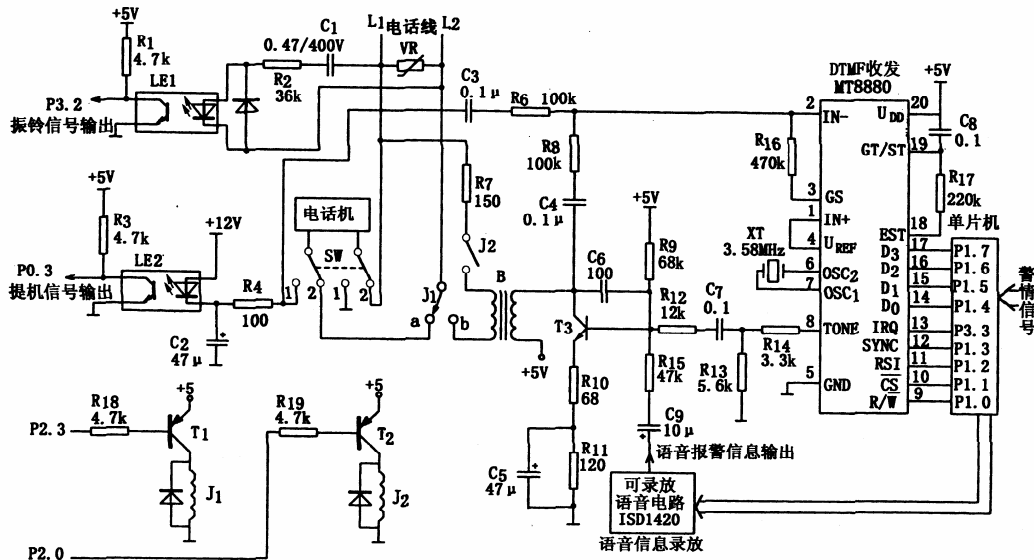 +5V
R1
4.7k
LE1
P3.2
振铃信号输出
0.47/400V
C1
R2
36k
L1
电话线
L2
VR
C3
0.1μ
R6
100k
DTMF收发
MT8880
+5V
2
IN-
UDD
20
C8
0.1
GT/ST
19
R16
470k
R8
100k
R17
220k
3
GS
1
IN+
4
UREF
EST
18
单片机
C4
0.1μ
R7
150
+5V
R3
4.7k
+12V
LE2
P0.3
提机信号输出
R4
100
C2
47μ
电话机
SW
1
2
1
2
J1
a
b
J2
B
+5V
C6
100
+5V
R9
68k
R12
12k
C7
0.1
XT
3.58MHz
6
OSC2
7
OSC1
D3
17
P1.7
D2
16
P1.6
D1
15
P1.5
D0
14
P1.4
警情信号
T3
R15
47k
R13
5.6k
R14
3.3k
8
TONE
IRQ
13
P3.3
SYNC
12
P1.3
RSI
11
P1.2
5
GND
CS
10
P1.1
R/W
9
P1.0
R10
68
C9
10μ
语音报警信息输出
R11
120
C5
47μ
可录放
语音电路
ISD1420
语音信息录放
P2.3
R18
4.7k
+5
T1
J1
R19
4.7k
+5
T2
J2
P2.0